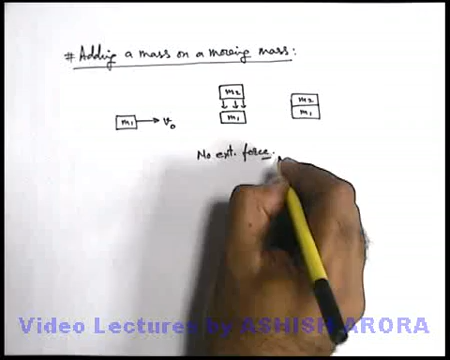 # Adding a mass on a moving mass:
m2 m2
m1 → v0 m1 m1
No ext. force.
Video Lectures by ASHISH ARORA